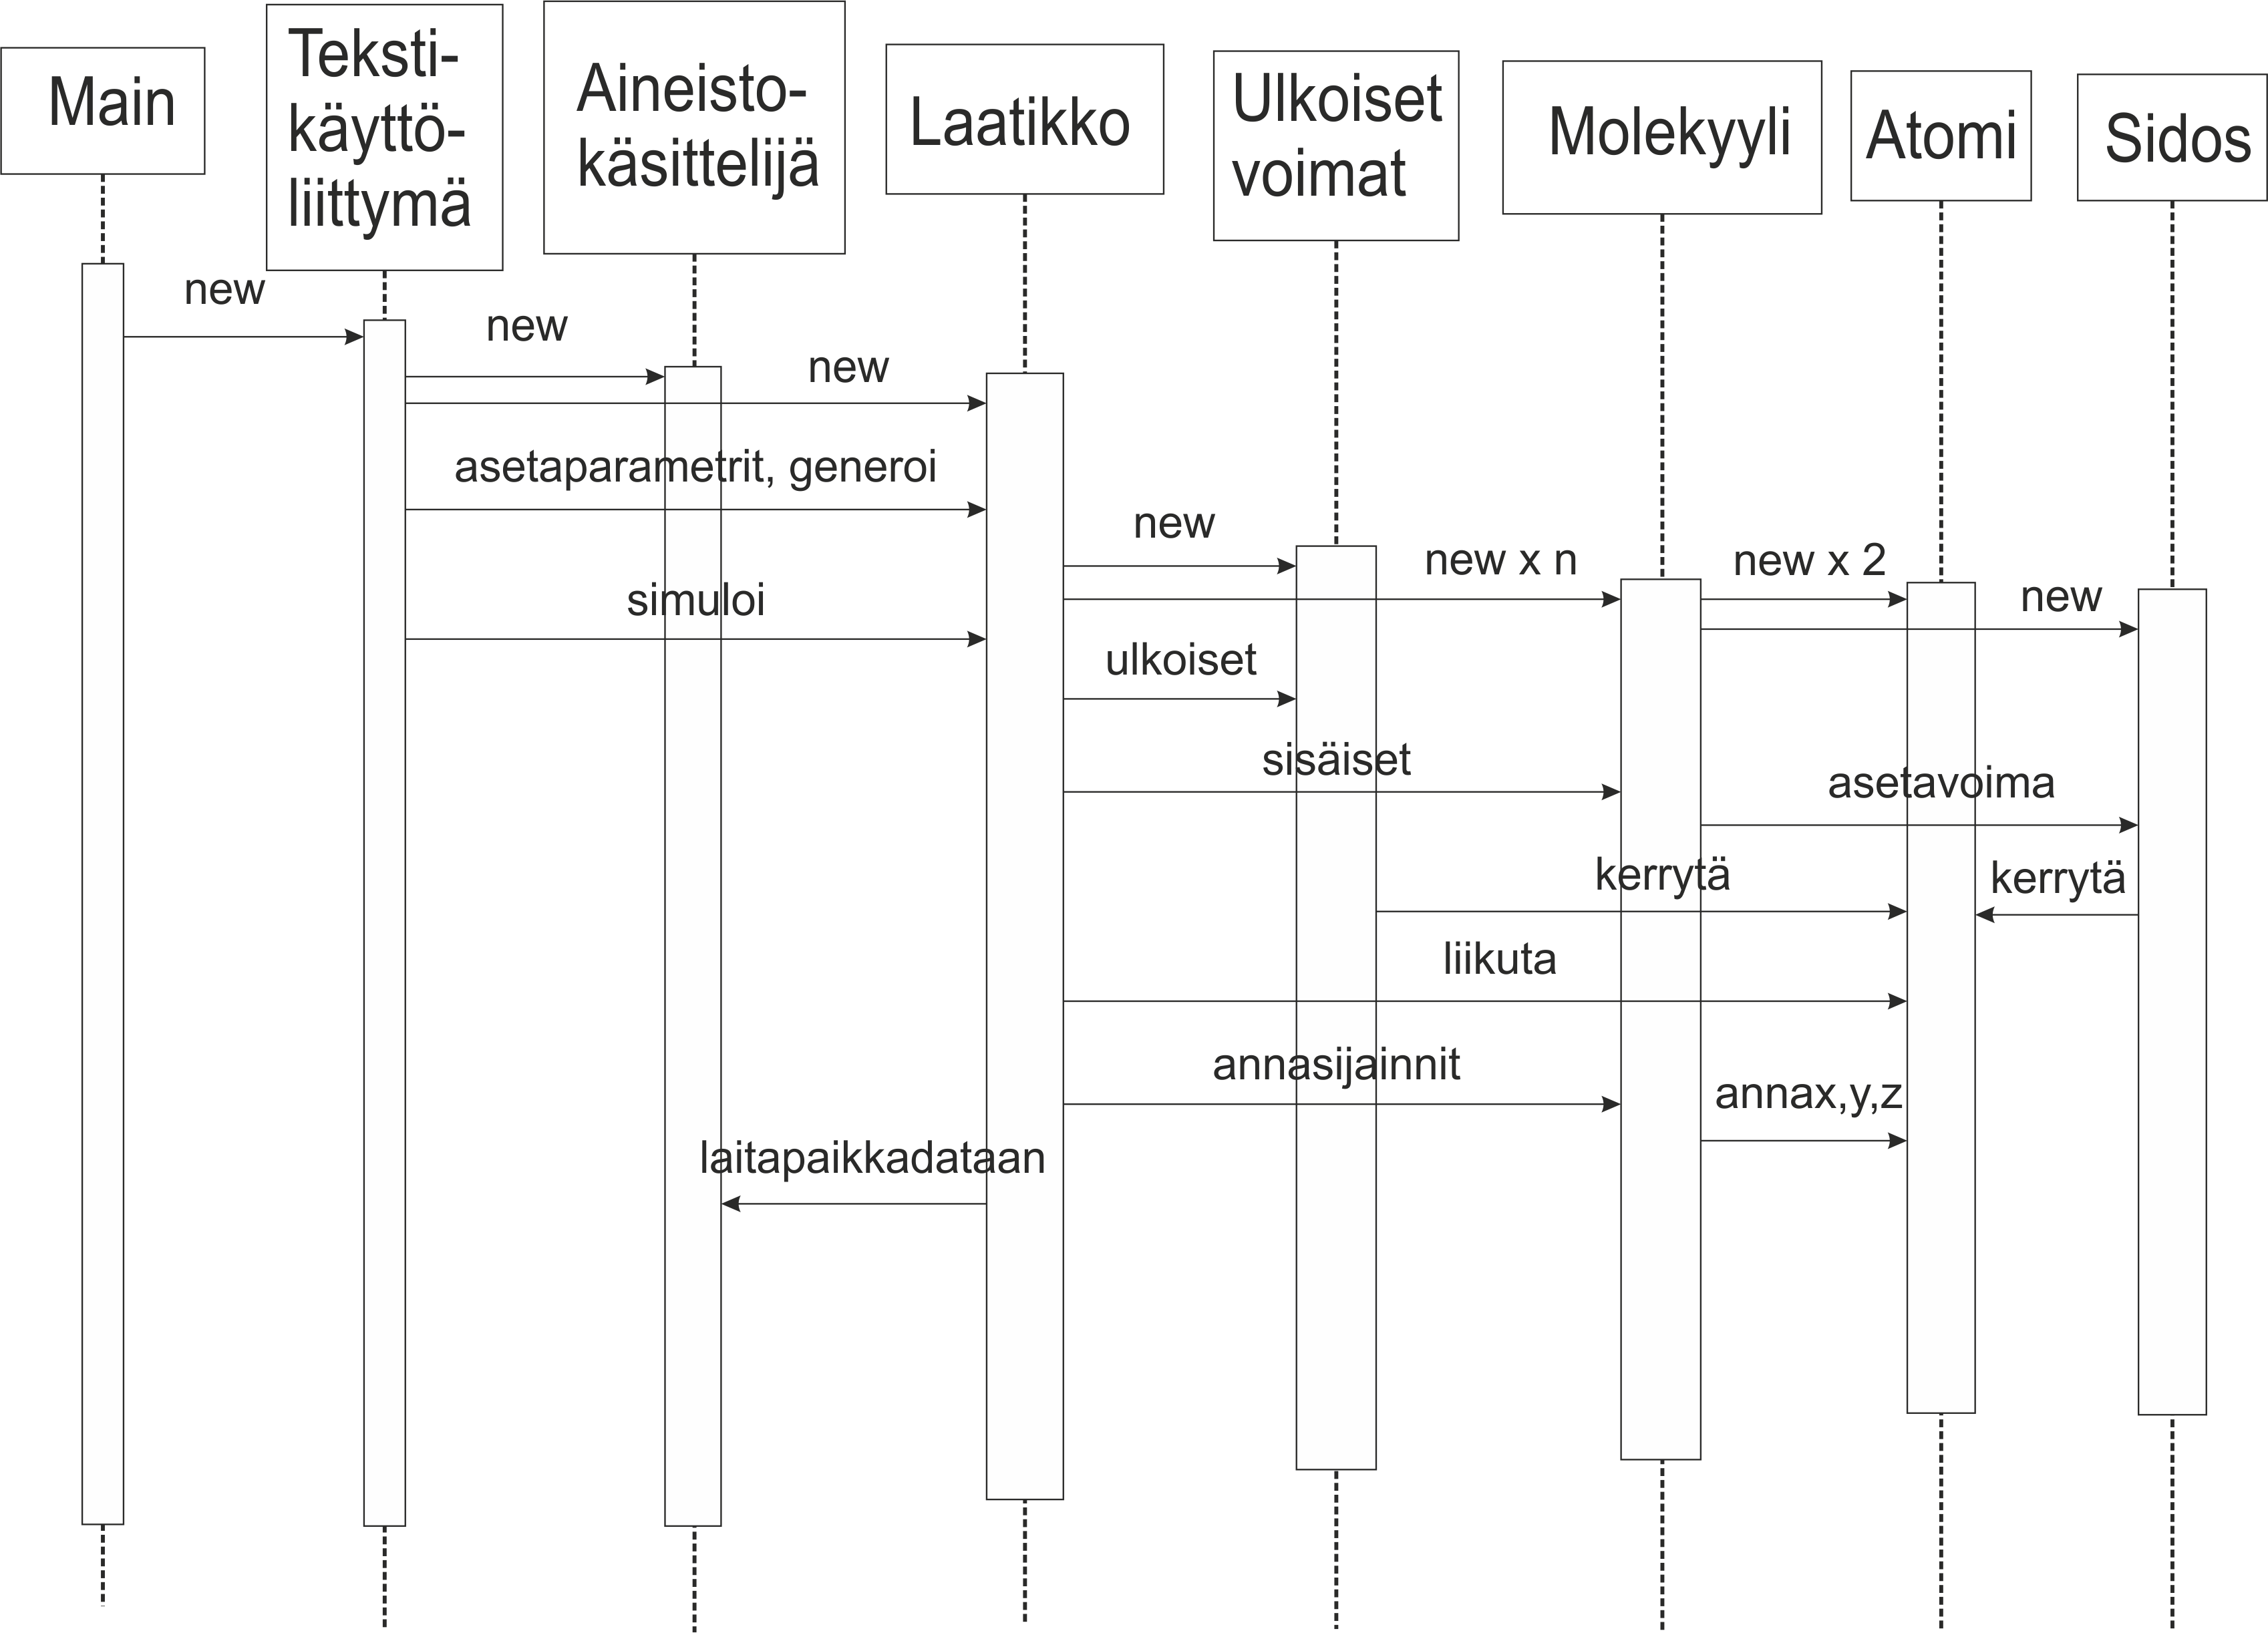 Main
Teksti-
käyttö-
liittymä
Aineisto-
käsittelijä
Laatikko
Ulkoiset
voimat
Molekyyli
Atomi
Sidos
new
new
new
asetaparametrit, generoi
new
new x n
new x 2
new
simuloi
ulkoiset
sisäiset
asetavoima
kerrytä
kerrytä
liikuta
annasijainnit
annax,y,z
laitapaikkadataan